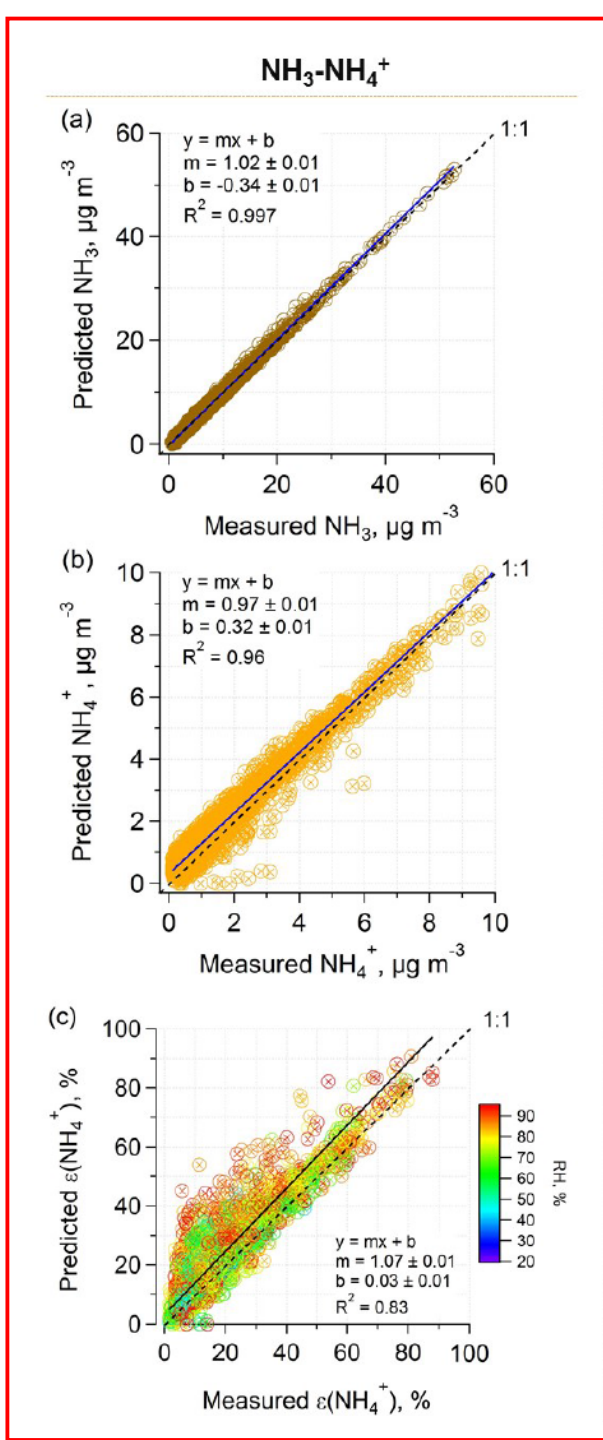 NH₃-NH₄⁺
(a)
60
40
20
0
Predicted NH₃, µg m⁻³
y = mx + b
m = 1.02 ± 0.01
b = -0.34 ± 0.01
R² = 0.997
1:1
0 20 40 60
Measured NH₃, µg m⁻³
(b)
10
8
6
4
2
0
Predicted NH₄⁺, µg m⁻³
y = mx + b
m = 0.97 ± 0.01
b = 0.32 ± 0.01
R² = 0.96
1:1
0 2 4 6 8 10
Measured NH₄⁺, µg m⁻³
(c)
100
80
60
40
20
0
Predicted ε(NH₄⁺), %
1:1
y = mx + b
m = 1.07 ± 0.01
b = 0.03 ± 0.01
R² = 0.83
90
80
70
60
50
40
30
20
RH, %
0 20 40 60 80 100
Measured ε(NH₄⁺), %